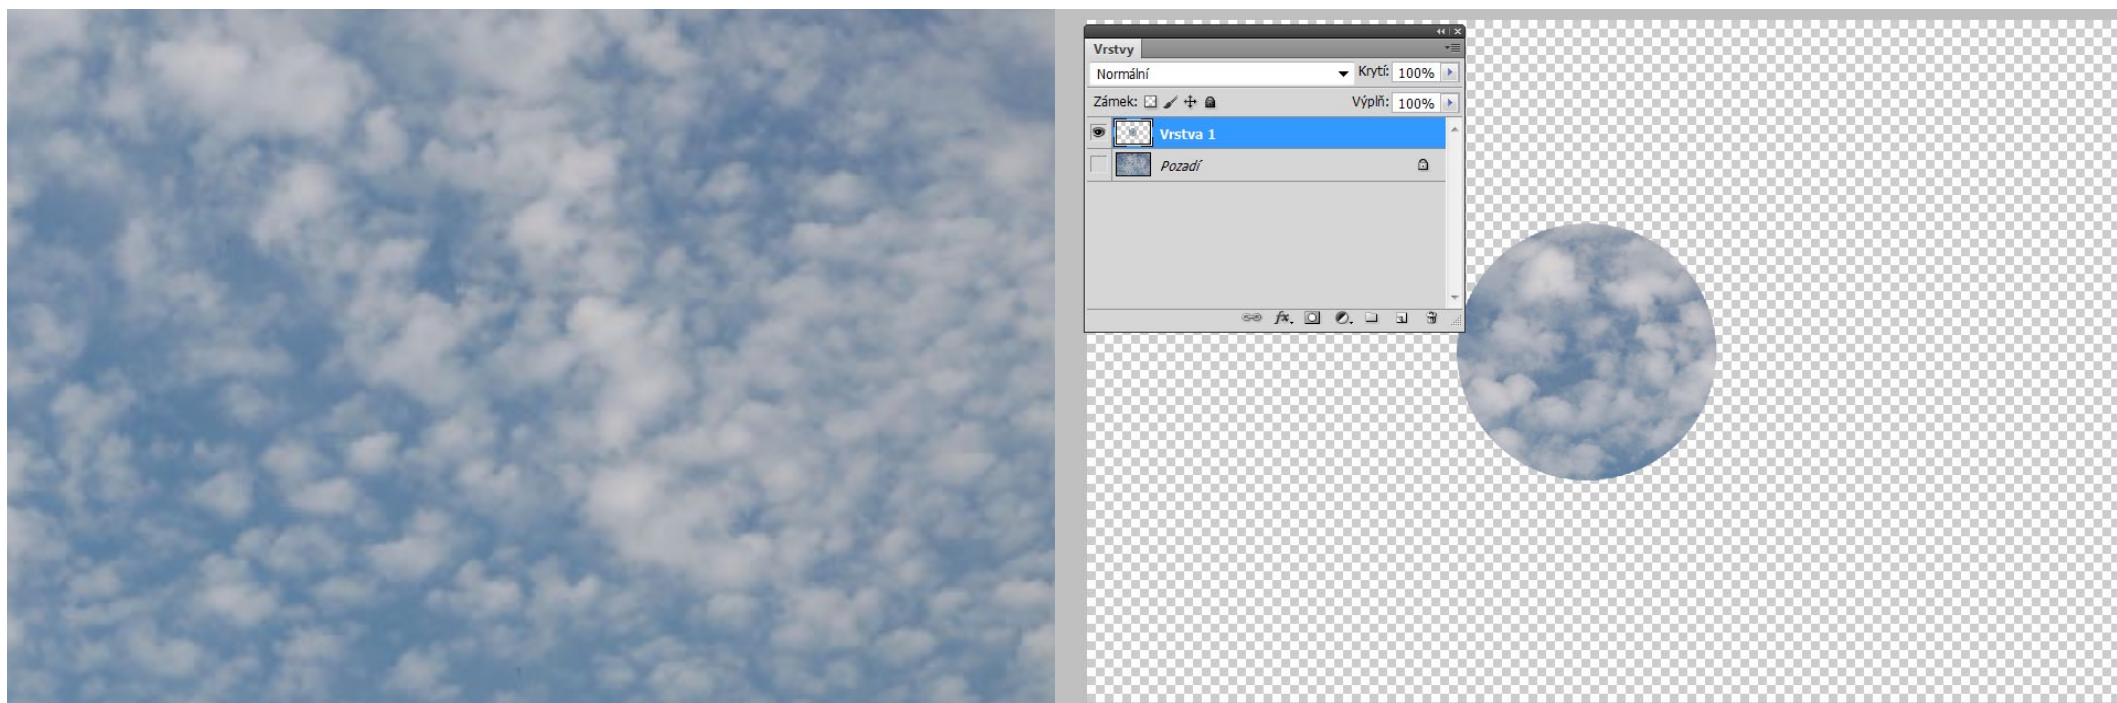 Vrstvy
Normální Krytí: 100%
Zámek: Výplň: 100%
Vrstva 1
Pozadí
fx.